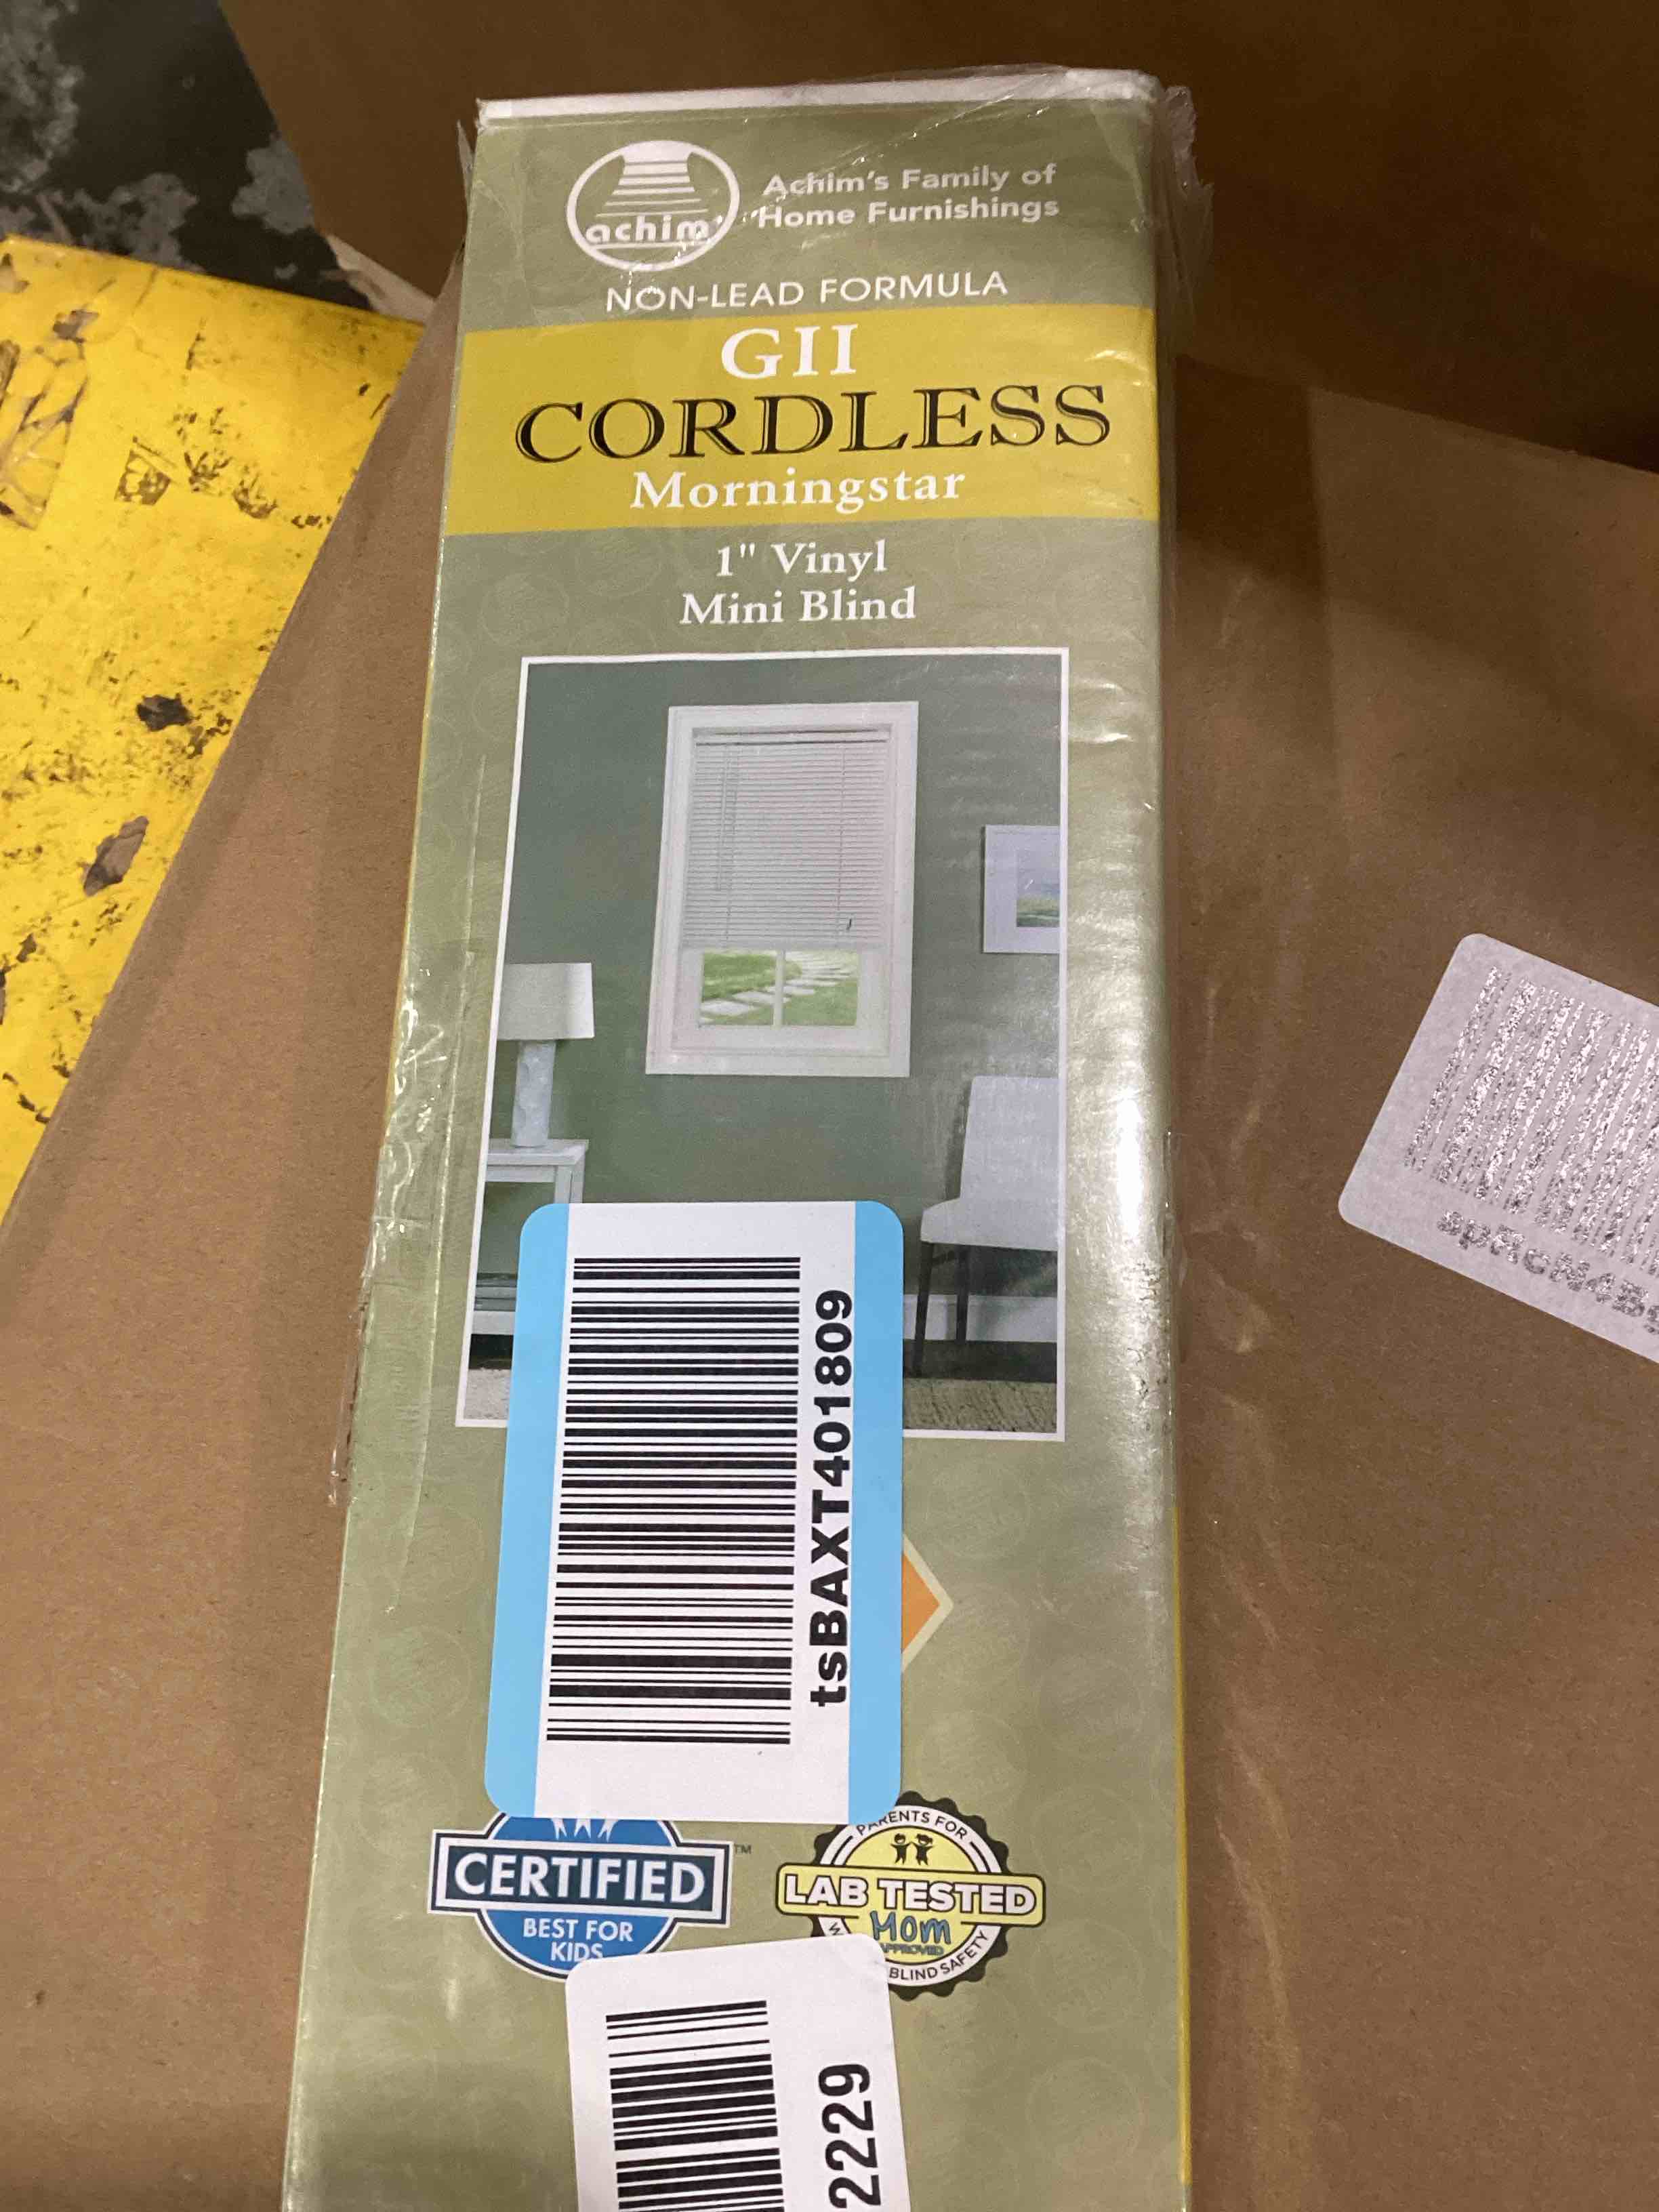 achim
Achim's Family of
Home Furnishings
NON-LEAD FORMULA
GII
CORDLESS
Morningstar
1" Vinyl
Mini Blind
tsBAXT401809
CERTIFIED™
BEST FOR
KIDS
PARENTS FOR
LAB TESTED
Mom
APPROVED
BLIND SAFETY
2229